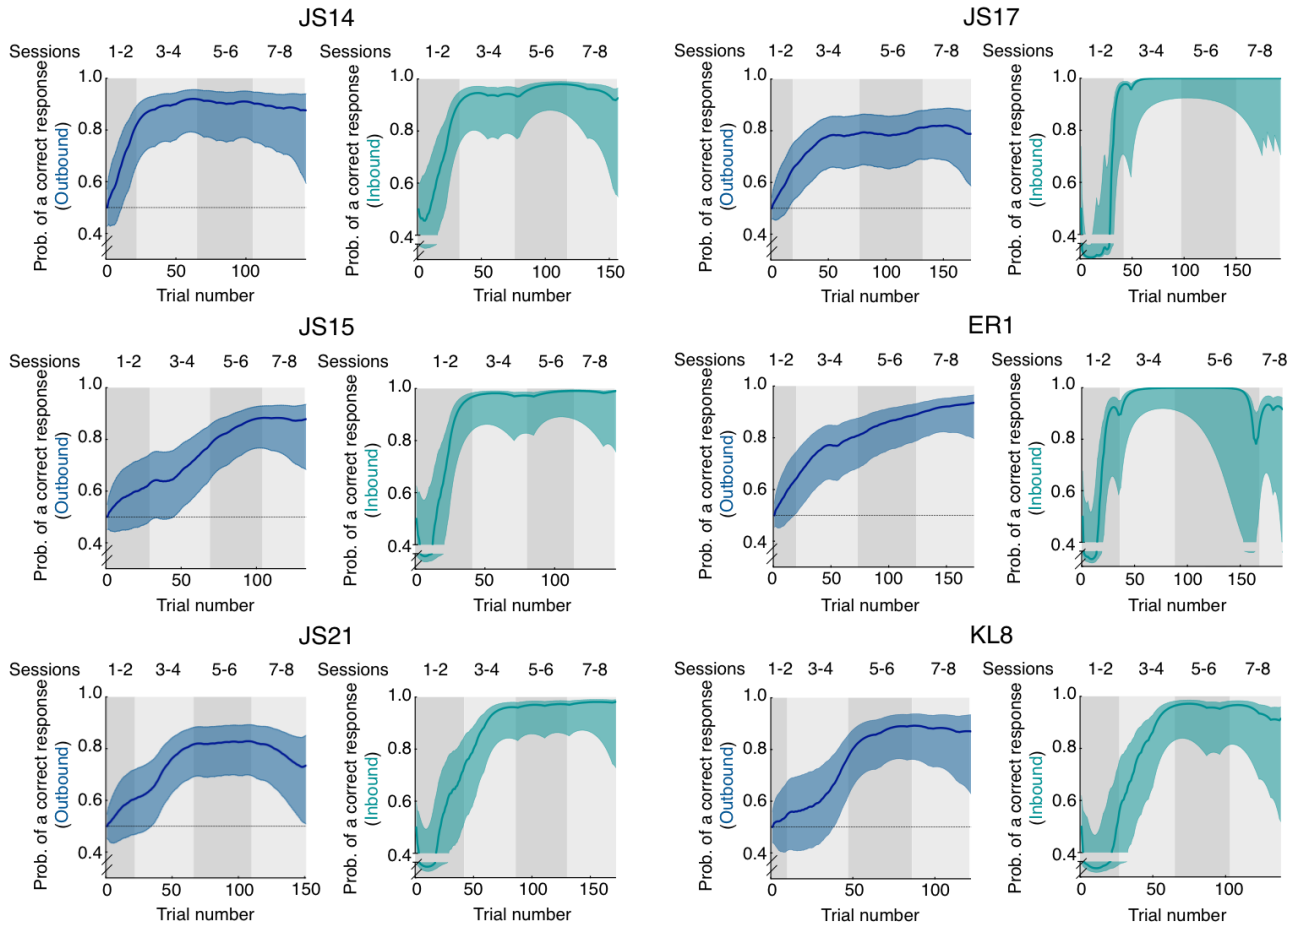 JS14
Sessions 1-2 3-4 5-6 7-8
Prob. of a correct response
(Outbound)
1.0
0.8
0.6
0.4
0 50 100
Trial number
Sessions 1-2 3-4 5-6 7-8
Prob. of a correct response
(Inbound)
1.0
0.8
0.6
0.4
0 50 100 150
Trial number
JS17
Sessions 1-2 3-4 5-6 7-8
Prob. of a correct response
(Outbound)
1.0
0.8
0.6
0.4
0 50 100 150
Trial number
Sessions 1-2 3-4 5-6 7-8
Prob. of a correct response
(Inbound)
1.0
0.8
0.6
0.4
0 50 100 150
Trial number
JS15
Sessions 1-2 3-4 5-6 7-8
Prob. of a correct response
(Outbound)
1.0
0.8
0.6
0.4
0 50 100
Trial number
Sessions 1-2 3-4 5-6 7-8
Prob. of a correct response
(Inbound)
1.0
0.8
0.6
0.4
0 50 100
Trial number
ER1
Sessions 1-2 3-4 5-6 7-8
Prob. of a correct response
(Outbound)
1.0
0.8
0.6
0.4
0 50 100 150
Trial number
Sessions 1-2 3-4 5-6 7-8
Prob. of a correct response
(Inbound)
1.0
0.8
0.6
0.4
0 50 100 150
Trial number
JS21
Sessions 1-2 3-4 5-6 7-8
Prob. of a correct response
(Outbound)
1.0
0.8
0.6
0.4
0 50 100 150
Trial number
Sessions 1-2 3-4 5-6 7-8
Prob. of a correct response
(Inbound)
1.0
0.8
0.6
0.4
0 50 100 150
Trial number
KL8
Sessions 1-2 3-4 5-6 7-8
Prob. of a correct response
(Outbound)
1.0
0.8
0.6
0.4
0 50 100
Trial number
Sessions 1-2 3-4 5-6 7-8
Prob. of a correct response
(Inbound)
1.0
0.8
0.6
0.4
0 50 100
Trial number